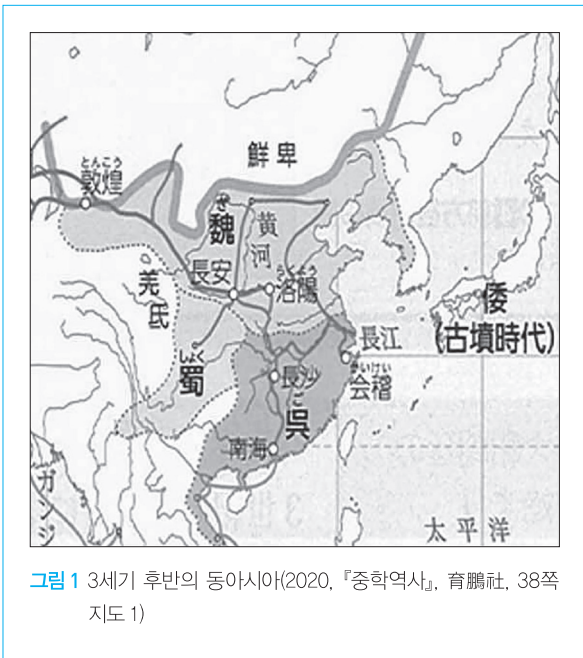 鮮卑
とんこう
敦煌
ぎ
魏
黄河
羌
氐
長安
らくよう
洛陽
倭
(古墳時代)
しょく
蜀
長江
長沙
かいけい
会稽
ご
呉
南海
ガンジ
太平洋
그림 1 3세기 후반의 동아시아(2020, 『중학역사』, 育鵬社, 38쪽
지도 1)